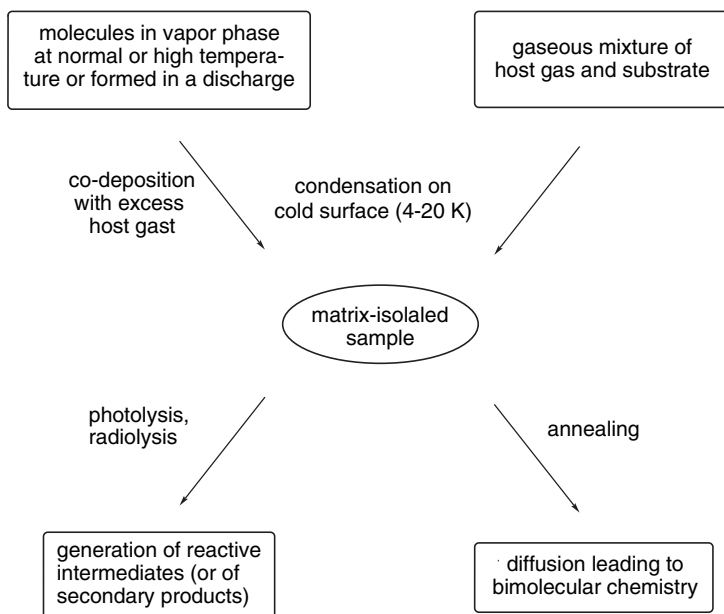 molecules in vapor phase
at normal or high tempera-
ture or formed in a discharge
gaseous mixture of
host gas and substrate
co-deposition
with excess
host gast
condensation on
cold surface (4-20 K)
matrix-isolaled
sample
photolysis,
radiolysis
annealing
generation of reactive
intermediates (or of
secondary products)
diffusion leading to
bimolecular chemistry